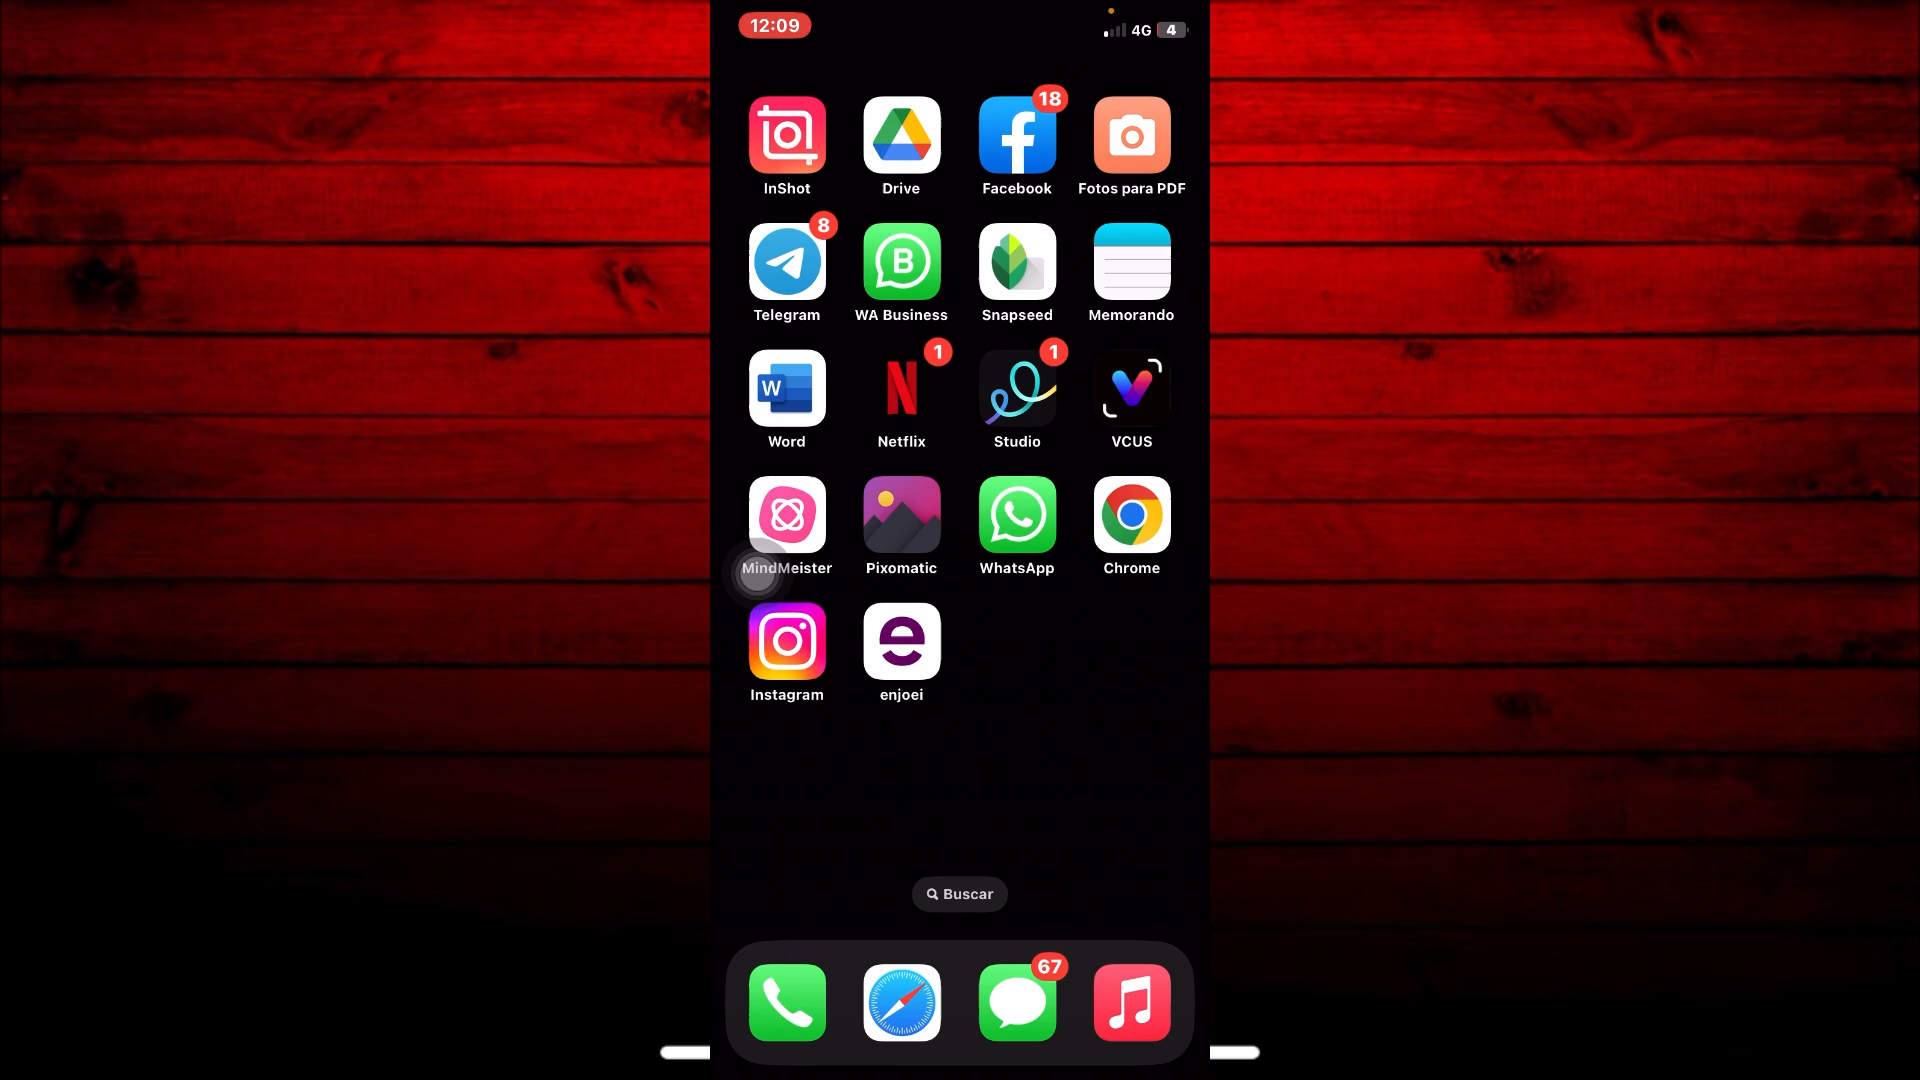 12:09
4G 4
18
InShot Drive Facebook Fotos para PDF
8
B
Telegram WA Business Snapseed Memorando
1 1
W N
Word Netflix Studio VCUS
MindMeister Pixomatic WhatsApp Chrome
e
Instagram enjoei
Buscar
67